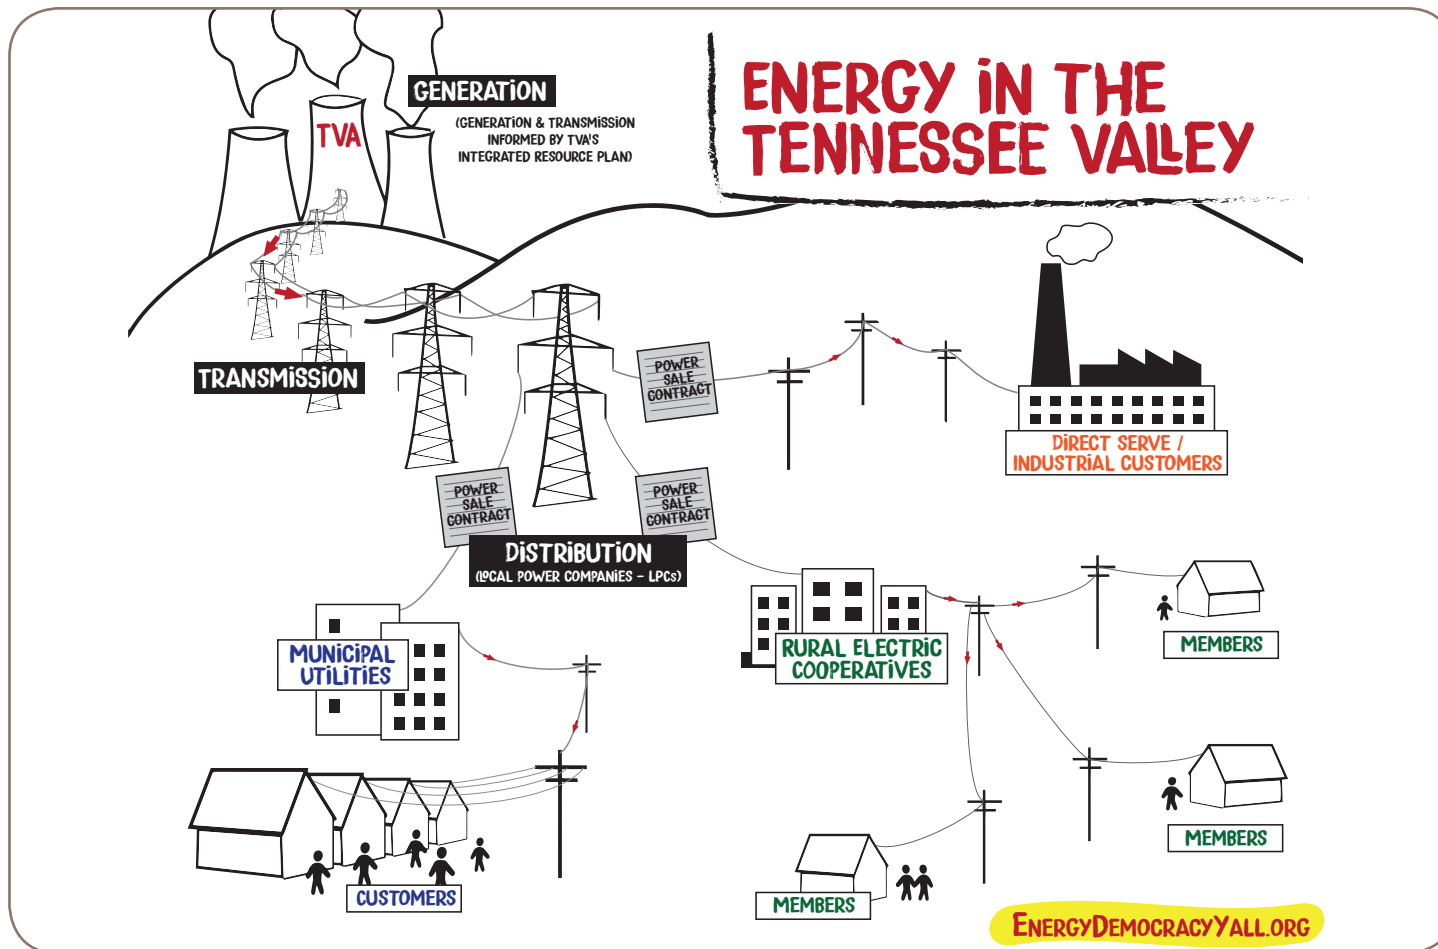 ENERGY IN THE
TENNESSEE VALLEY
GENERATION
(GENERATION & TRANSMISSION
INFORMED BY TVA'S
INTEGRATED RESOURCE PLAN)
TVA
TRANSMISSION
POWER
SALE
CONTRACT
DIRECT SERVE /
INDUSTRIAL CUSTOMERS
POWER
SALE
CONTRACT
POWER
SALE
CONTRACT
DISTRIBUTION
(LOCAL POWER COMPANIES - LPCs)
MUNICIPAL
UTILITIES
RURAL ELECTRIC
COOPERATIVES
MEMBERS
MEMBERS
CUSTOMERS
MEMBERS
ENERGYDEMOCRACYYALL.ORG